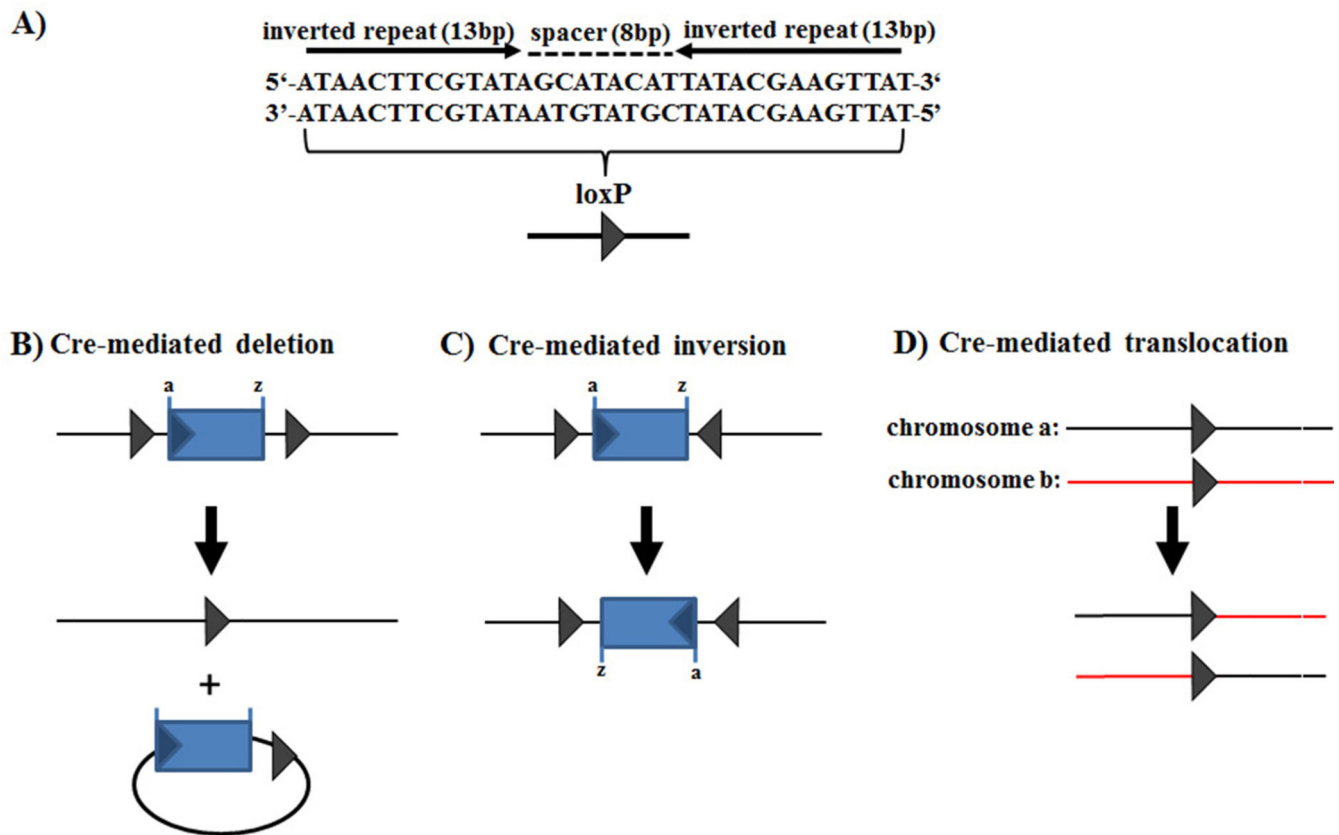 A)
inverted repeat (13bp) spacer (8bp) inverted repeat (13bp)
5‘-ATAACTTCGTATAGCATACATTATACGAAGTTAT-3‘
3’-ATAACTTCGTATAATGTATGCTATACGAAGTTAT-5’
loxP
B) Cre-mediated deletion
a z
+
C) Cre-mediated inversion
a z
z a
D) Cre-mediated translocation
chromosome a:
chromosome b: